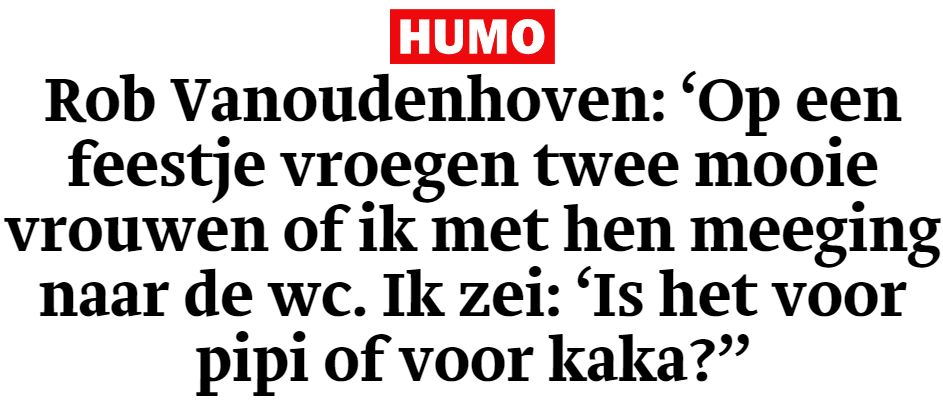 HUMO
Rob Vanoudenhoven: ‘Op een
feestje vroegen twee mooie
vrouwen of ik met hen meeging
naar de wc. Ik zei: ‘Is het voor
pipi of voor kaka?’’